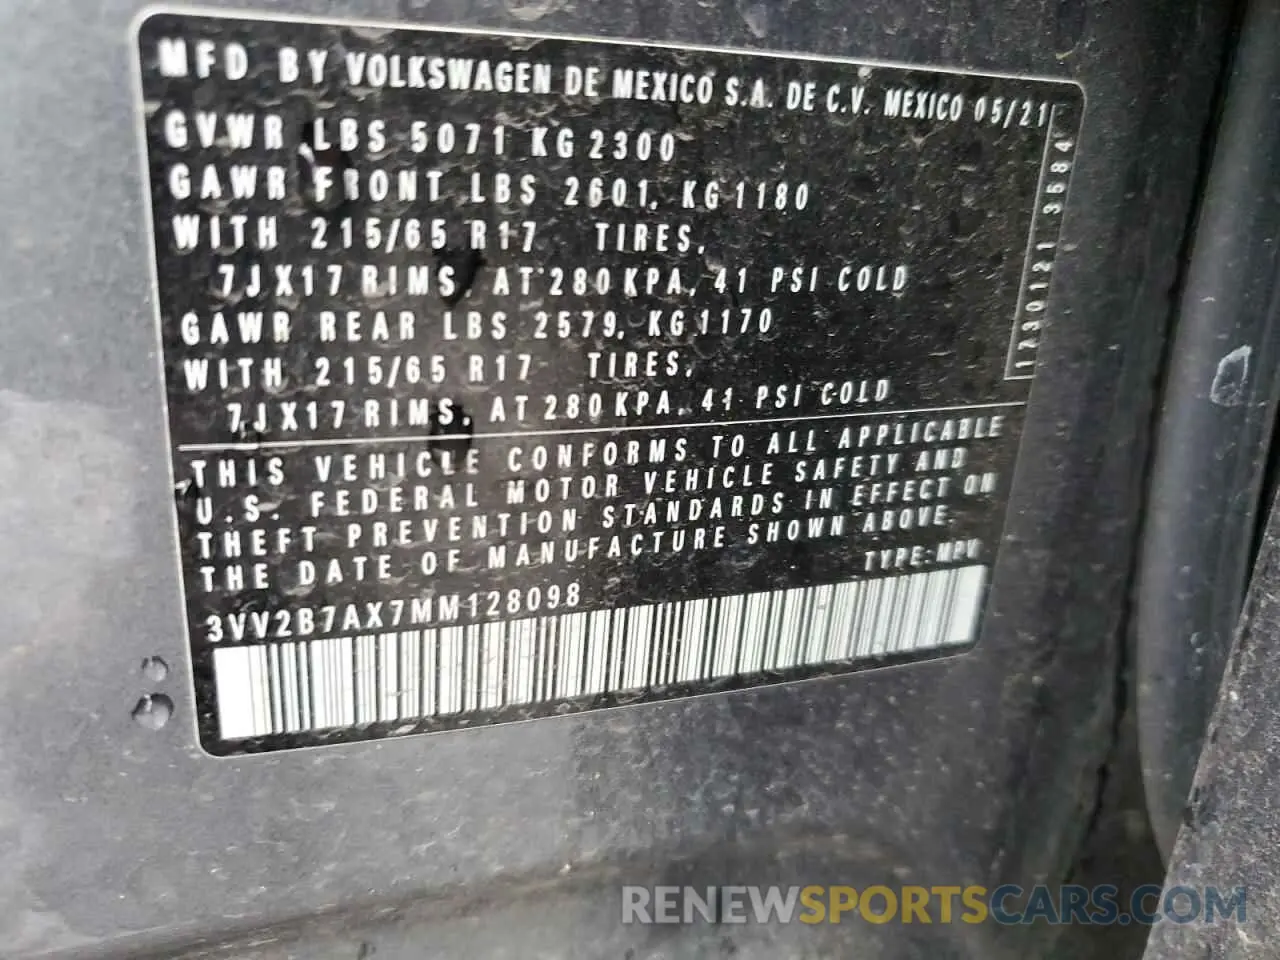 MFD BY VOLKSWAGEN DE MEXICO S.A. DE C.V. MEXICO 05/21
GVWR LBS 5071 KG 2300
GAWR FRONT LBS 2601, KG 1180
WITH 215/65 R17 TIRES,
7JX17 RIMS, AT 280 KPA, 41 PSI COLD
GAWR REAR LBS 2579, KG 1170
WITH 215/65 R17 TIRES,
7JX17 RIMS, AT 280 KPA, 41 PSI COLD
THIS VEHICLE CONFORMS TO ALL APPLICABLE
U.S. FEDERAL MOTOR VEHICLE SAFETY AND
THEFT PREVENTION STANDARDS IN EFFECT ON
THE DATE OF MANUFACTURE SHOWN ABOVE.
TYPE: MPV
3VV2B7AX7MM128098
RENEWSPORTSCARS.COM